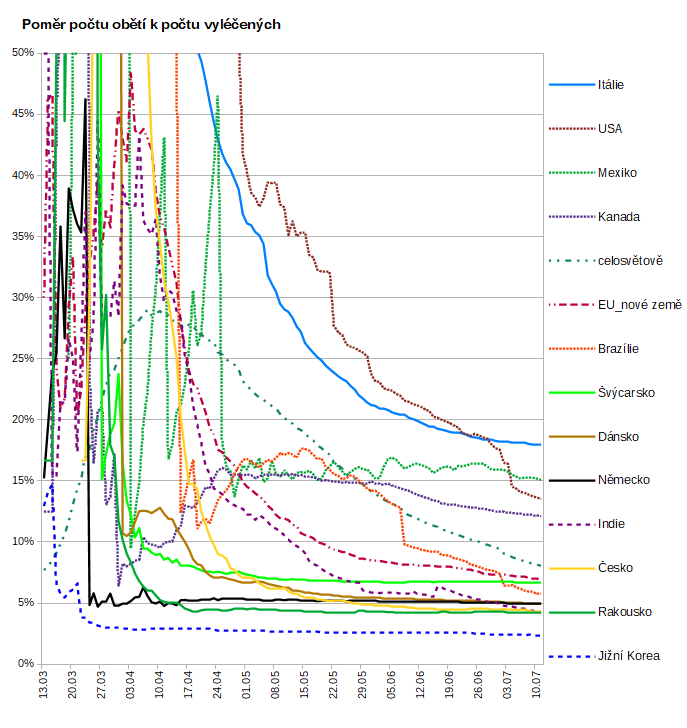 Poměr počtu obětí k počtu vyléčených
50%
45%
40%
35%
30%
25%
20%
15%
10%
5%
0%
13.03
20.03
27.03
03.04
10.04
17.04
24.04
01.05
08.05
15.05
22.05
29.05
05.06
12.06
19.06
26.06
03.07
10.07
Itálie
USA
Mexiko
Kanada
celosvětově
EU_nové země
Brazílie
Švýcarsko
Dánsko
Německo
Indie
Česko
Rakousko
Jižní Korea